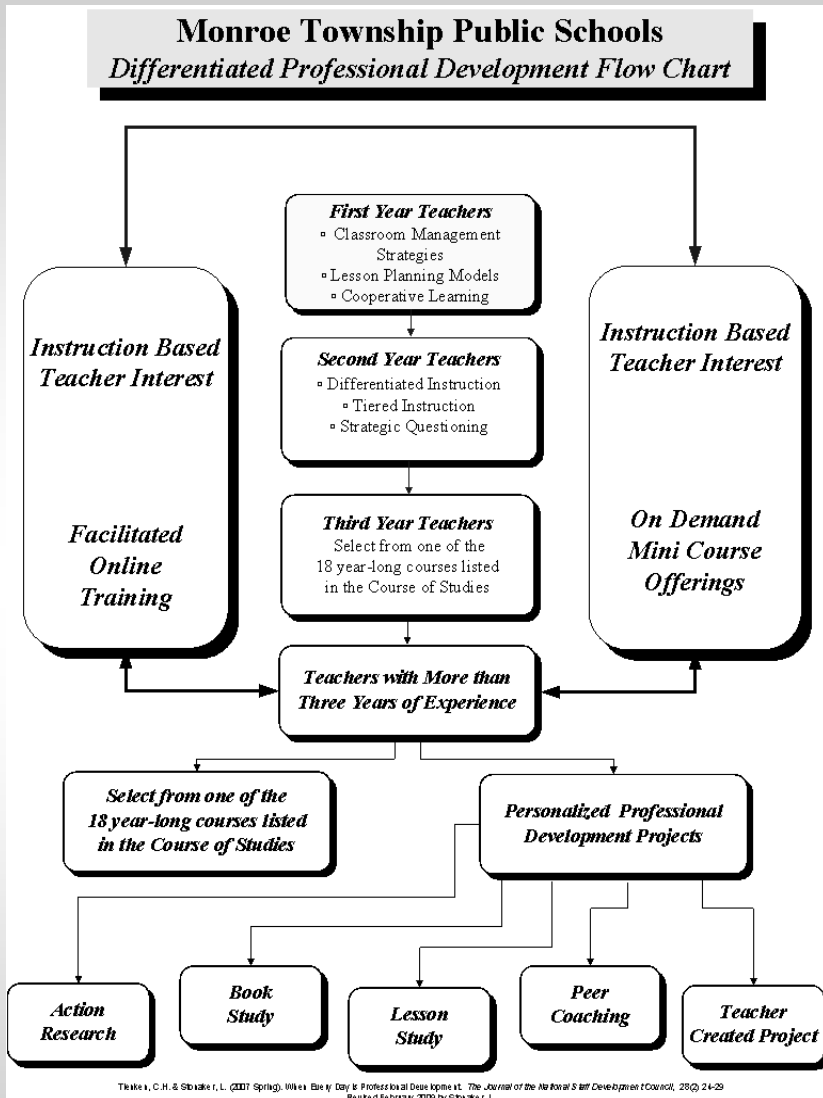 Monroe Township Public Schools
Differentiated Professional Development Flow Chart
First Year Teachers
▫ Classroom Management
Strategies
▫ Lesson Planning Models
▫ Cooperative Learning
Instruction Based
Teacher Interest
Facilitated
Online
Training
Instruction Based
Teacher Interest
On Demand
Mini Course
Offerings
Second Year Teachers
▫ Differentiated Instruction
▫ Tiered Instruction
▫ Strategic Questioning
Third Year Teachers
Select from one of the
18 year-long courses listed
in the Course of Studies
Teachers with More than
Three Years of Experience
Select from one of the
18 year-long courses listed
in the Course of Studies
Personalized Professional
Development Projects
Action
Research
Book
Study
Lesson
Study
Peer
Coaching
Teacher
Created Project
Tienken, C.H. & Stonaker, L. (2007 Spring). When Every Day is Professional Development. The Journal of the National Staff Development Council, 28(2) 24-29
Revised February 2009 by Stonaker, L.